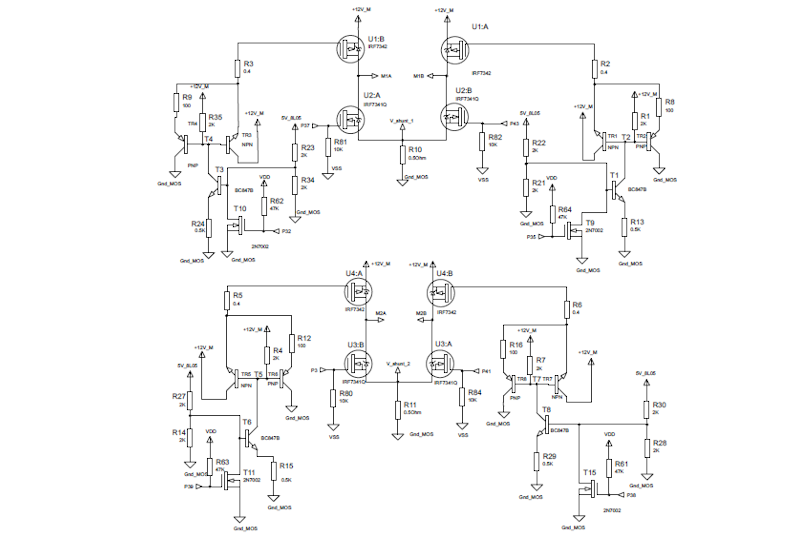 +12V_M
+12V_M
U1:B
IRF7342
U1:A
IRF7342
R3
0.4
M1A
M1B
R2
0.4
+12V_M
R9
100
+12V_M
R35
2K
U2:A
IRF7341Q
U2:B
IRF7341Q
V_shunt_1
+12V_M
+12V_M
R1
2K
R8
100
TR4
T4
TR3
NPN
PNP
5V_8L05
R23
2K
P37
R81
10K
VSS
R10
0.5Ohm
Gnd_MOS
P43
R82
10K
VSS
5V_8L05
R22
2K
TR1
T2
TR2
NPN
PNP
Gnd_MOS
T3
BC847B
VDD
R34
2K
Gnd_MOS
R21
2K
Gnd_MOS
VDD
T1
BC847B
Gnd_MOS
R24
0.5K
T10
R62
47K
P32
2N7002
Gnd_MOS
Gnd_MOS
R64
47K
T9
2N7002
P35
R13
0.5K
Gnd_MOS
Gnd_MOS
+12V_M
+12V_M
U4:A
IRF7342
U4:B
IRF7342
R5
0.4
M2A
M2B
R6
0.4
+12V_M
+12V_M
R4
2K
R12
100
U3:B
IRF7341Q
U3:A
IRF7341Q
V_shunt_2
R16
100
+12V_M
R7
2K
+12V_M
5V_8L05
TR5
T5
TR6
NPN
PNP
P3
R80
10K
VSS
R11
0.5Ohm
Gnd_MOS
P41
R84
10K
VSS
TR8
T7
TR7
PNP
NPN
5V_8L05
R27
2K
Gnd_MOS
Gnd_MOS
R30
2K
R14
2K
Gnd_MOS
VDD
T6
BC847B
T8
BC847B
VDD
R28
2K
Gnd_MOS
R63
47K
T11
2N7002
P39
R15
0.5K
Gnd_MOS
Gnd_MOS
R29
0.5K
Gnd_MOS
T15
2N7002
R61
47K
P38
Gnd_MOS